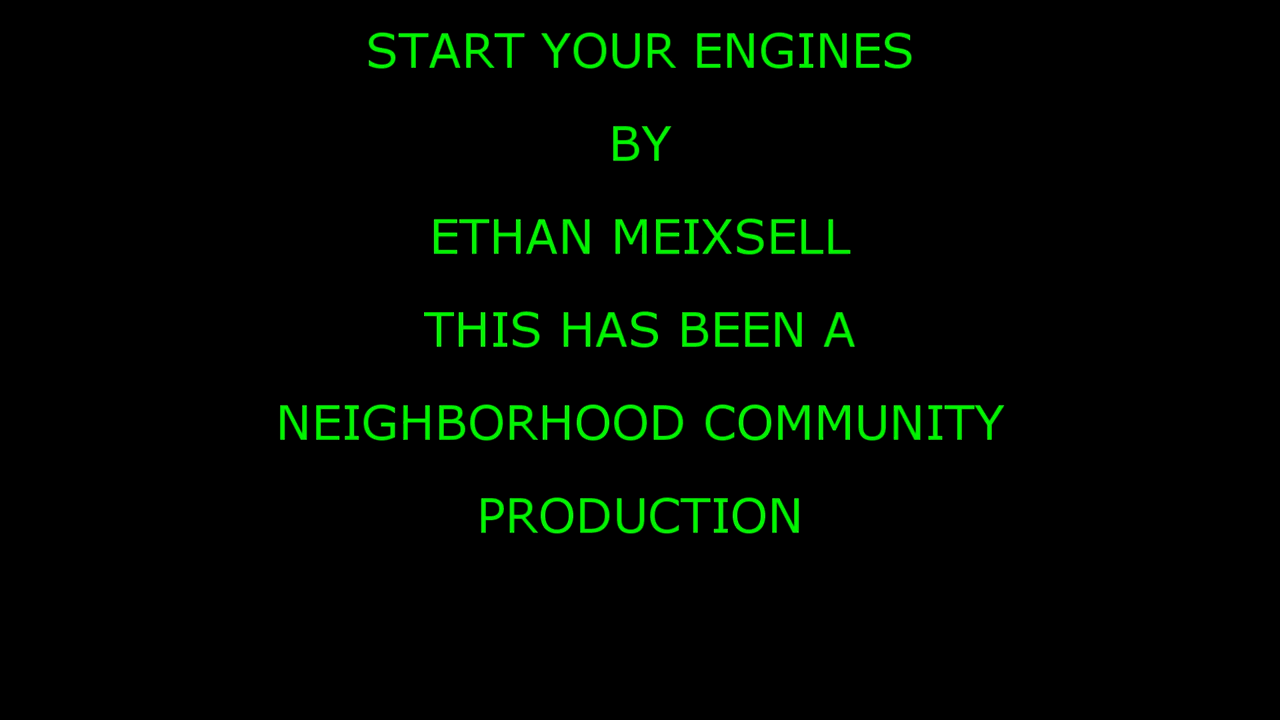 START YOUR ENGINES
BY
ETHAN MEIXSELL
THIS HAS BEEN A
NEIGHBORHOOD COMMUNITY
PRODUCTION